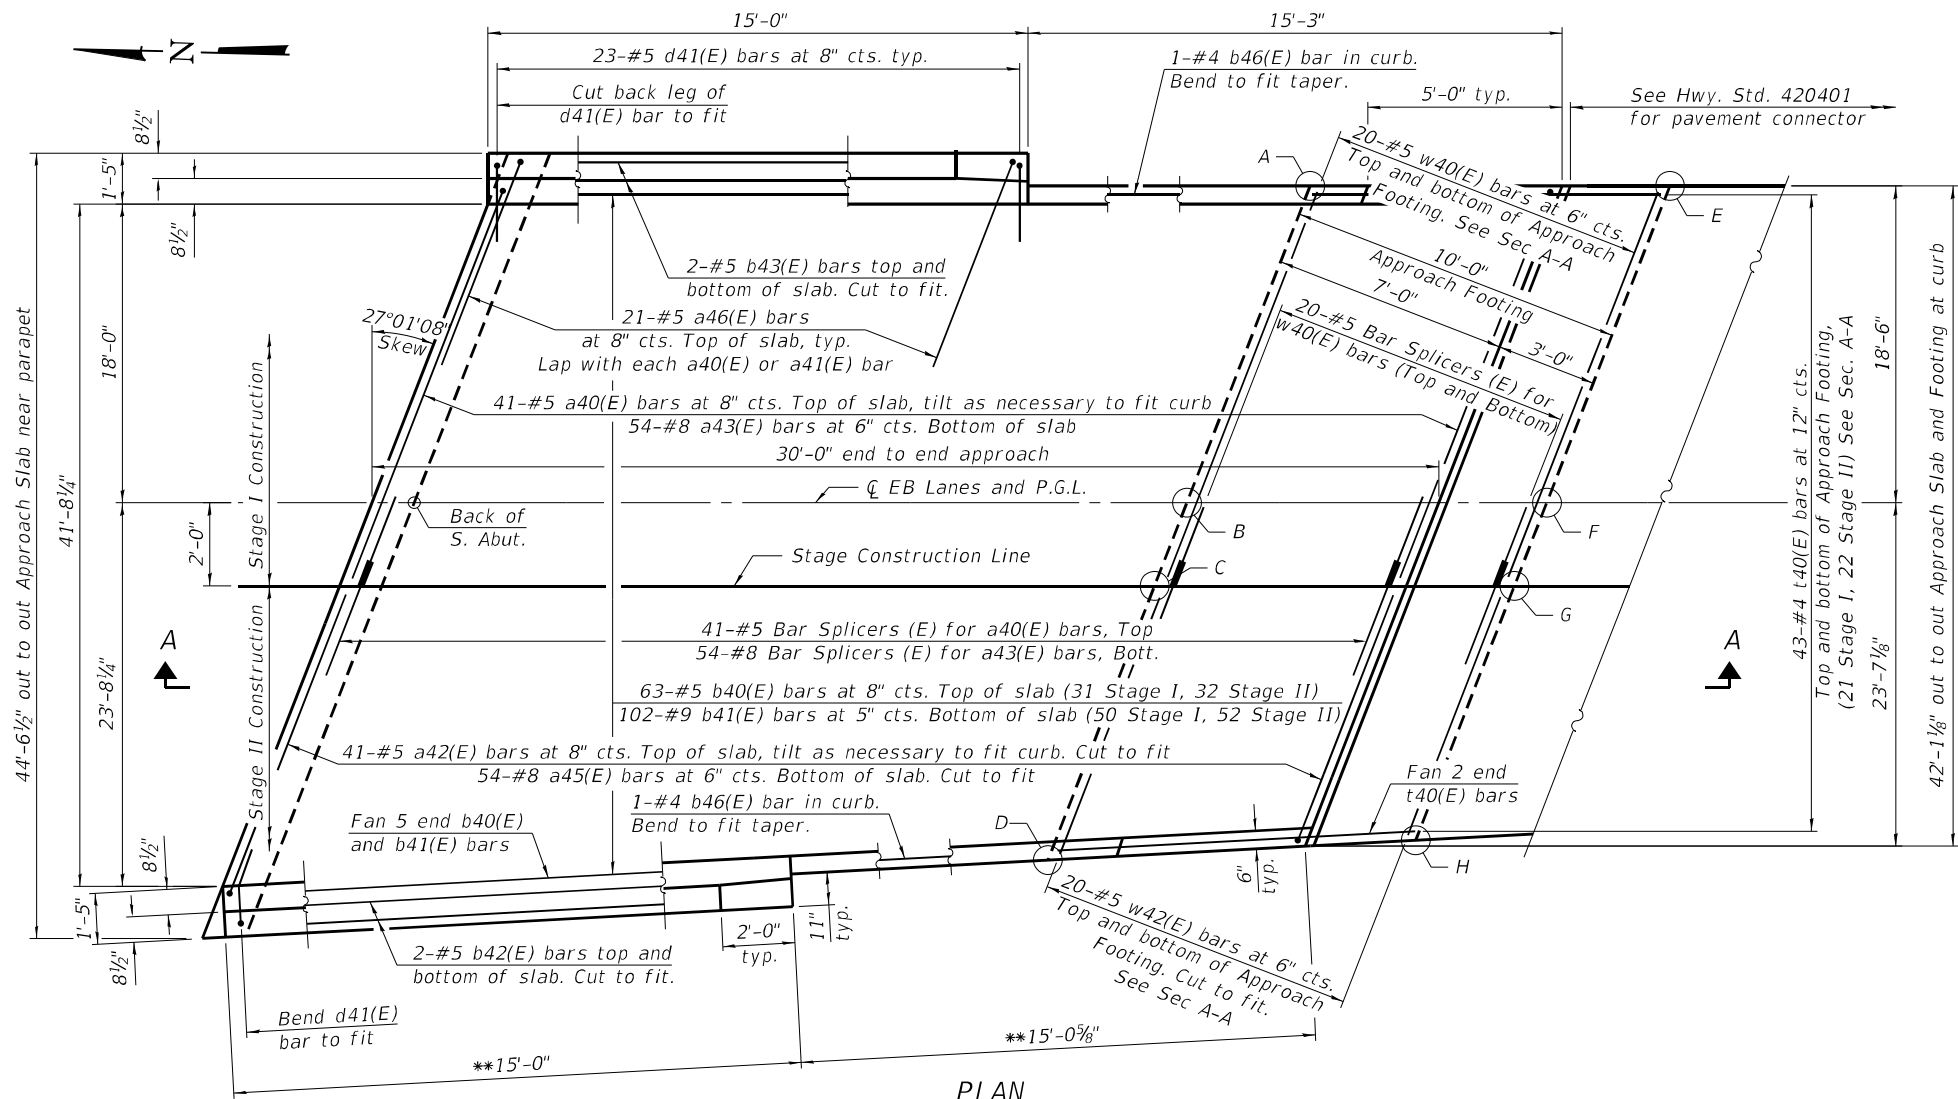 15'-0"
15'-3"
23-#5 d41(E) bars at 8" cts. typ.
Cut back leg of
d41(E) bar to fit
1-#4 b46(E) bar in curb.
Bend to fit taper.
5'-0" typ.
See Hwy. Std. 420401
for pavement connector
N
8½"
1'-5"
8½"
A
E
20-#5 w40(E) bars at 6" cts.
Top and bottom of Approach
Footing. See Sec A-A
10'-0"
Approach Footing
7'-0"
3'-0"
20-#5 Bar Splicers (E) for
w40(E) bars (Top and Bottom)
2-#5 b43(E) bars top and
bottom of slab. Cut to fit.
27°01'08"
Skew
21-#5 a46(E) bars
at 8" cts. Top of slab, typ.
Lap with each a40(E) or a41(E) bar
41-#5 a40(E) bars at 8" cts. Top of slab, tilt as necessary to fit curb
54-#8 a43(E) bars at 6" cts. Bottom of slab
30'-0" end to end approach
℄ EB Lanes and P.G.L.
Back of
S. Abut.
B
F
Stage Construction Line
C
G
44'-6½" out to out Approach Slab near parapet
41'-8¼"
18'-0"
23'-8¼"
2'-0"
Stage I Construction
Stage II Construction
A
A
41-#5 Bar Splicers (E) for a40(E) bars, Top
54-#8 Bar Splicers (E) for a43(E) bars, Bott.
63-#5 b40(E) bars at 8" cts. Top of slab (31 Stage I, 32 Stage II)
102-#9 b41(E) bars at 5" cts. Bottom of slab (50 Stage I, 52 Stage II)
41-#5 a42(E) bars at 8" cts. Top of slab, tilt as necessary to fit curb. Cut to fit
54-#8 a45(E) bars at 6" cts. Bottom of slab. Cut to fit
43-#4 t40(E) bars at 12" cts.
Top and bottom of Approach Footing,
(21 Stage I, 22 Stage II) See Sec. A-A
18'-6"
23'-7⅛"
42'-1⅛" out to out Approach Slab and Footing at curb
Fan 2 end
t40(E) bars
1-#4 b46(E) bar in curb.
Bend to fit taper.
Fan 5 end b40(E)
and b41(E) bars
D
H
6"
typ.
8½"
1'-5"
8½"
2'-0"
typ.
11"
typ.
20-#5 w42(E) bars at 6" cts.
Top and bottom of Approach
Footing. Cut to fit.
See Sec A-A
2-#5 b42(E) bars top and
bottom of slab. Cut to fit.
Bend d41(E)
bar to fit
**15'-0"
**15'-0⅝"
PLAN